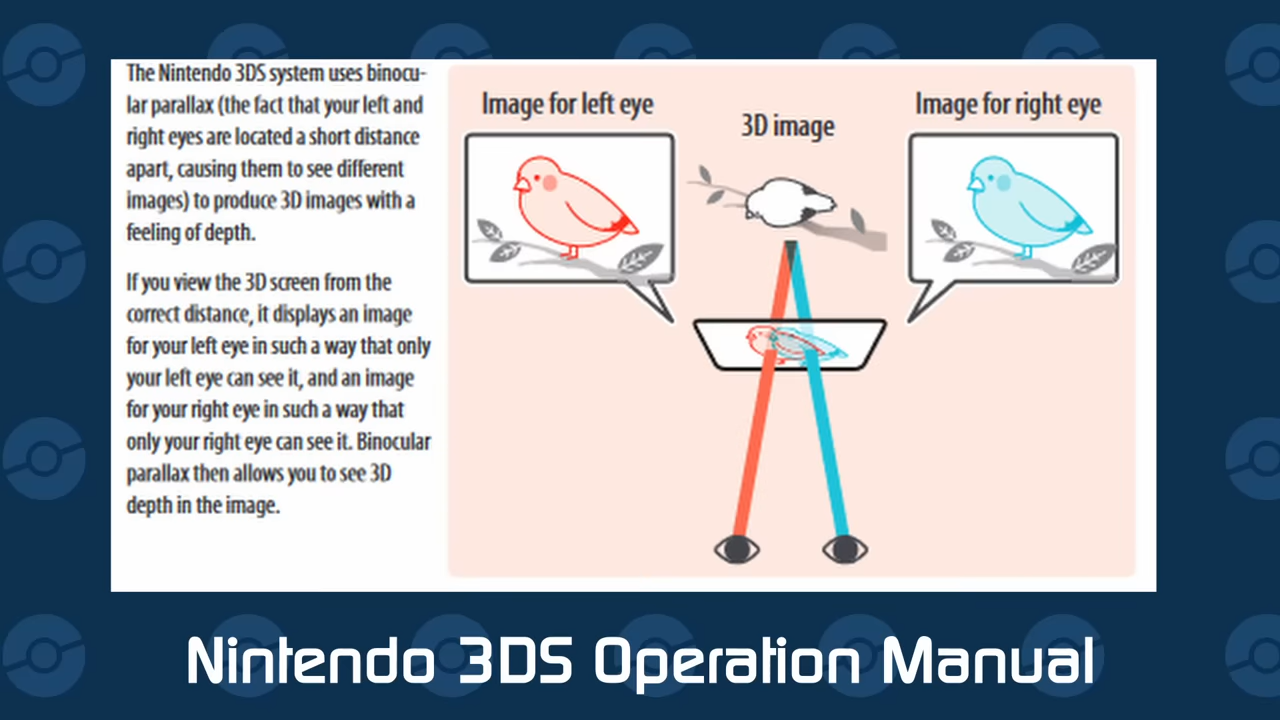 The Nintendo 3DS system uses binocu-
lar parallax (the fact that your left and
right eyes are located a short distance
apart, causing them to see different
images) to produce 3D images with a
feeling of depth.
If you view the 3D screen from the
correct distance, it displays an image
for your left eye in such a way that only
your left eye can see it, and an image
for your right eye in such a way that
only your right eye can see it. Binocular
parallax then allows you to see 3D
depth in the image.
Image for left eye
3D image
Image for right eye
Nintendo 3DS Operation Manual